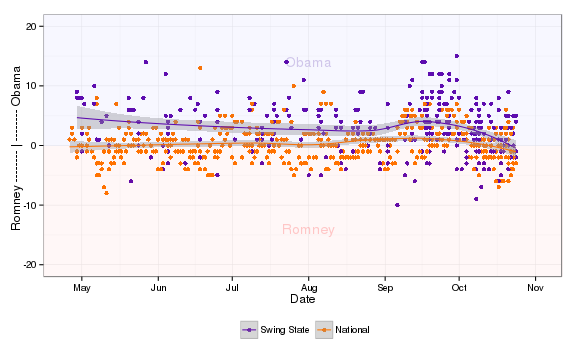 Romney -------- | -------- Obama
20
10
0
-10
-20
Obama
Romney
May Jun Jul Aug Sep Oct Nov
Date
Swing State National